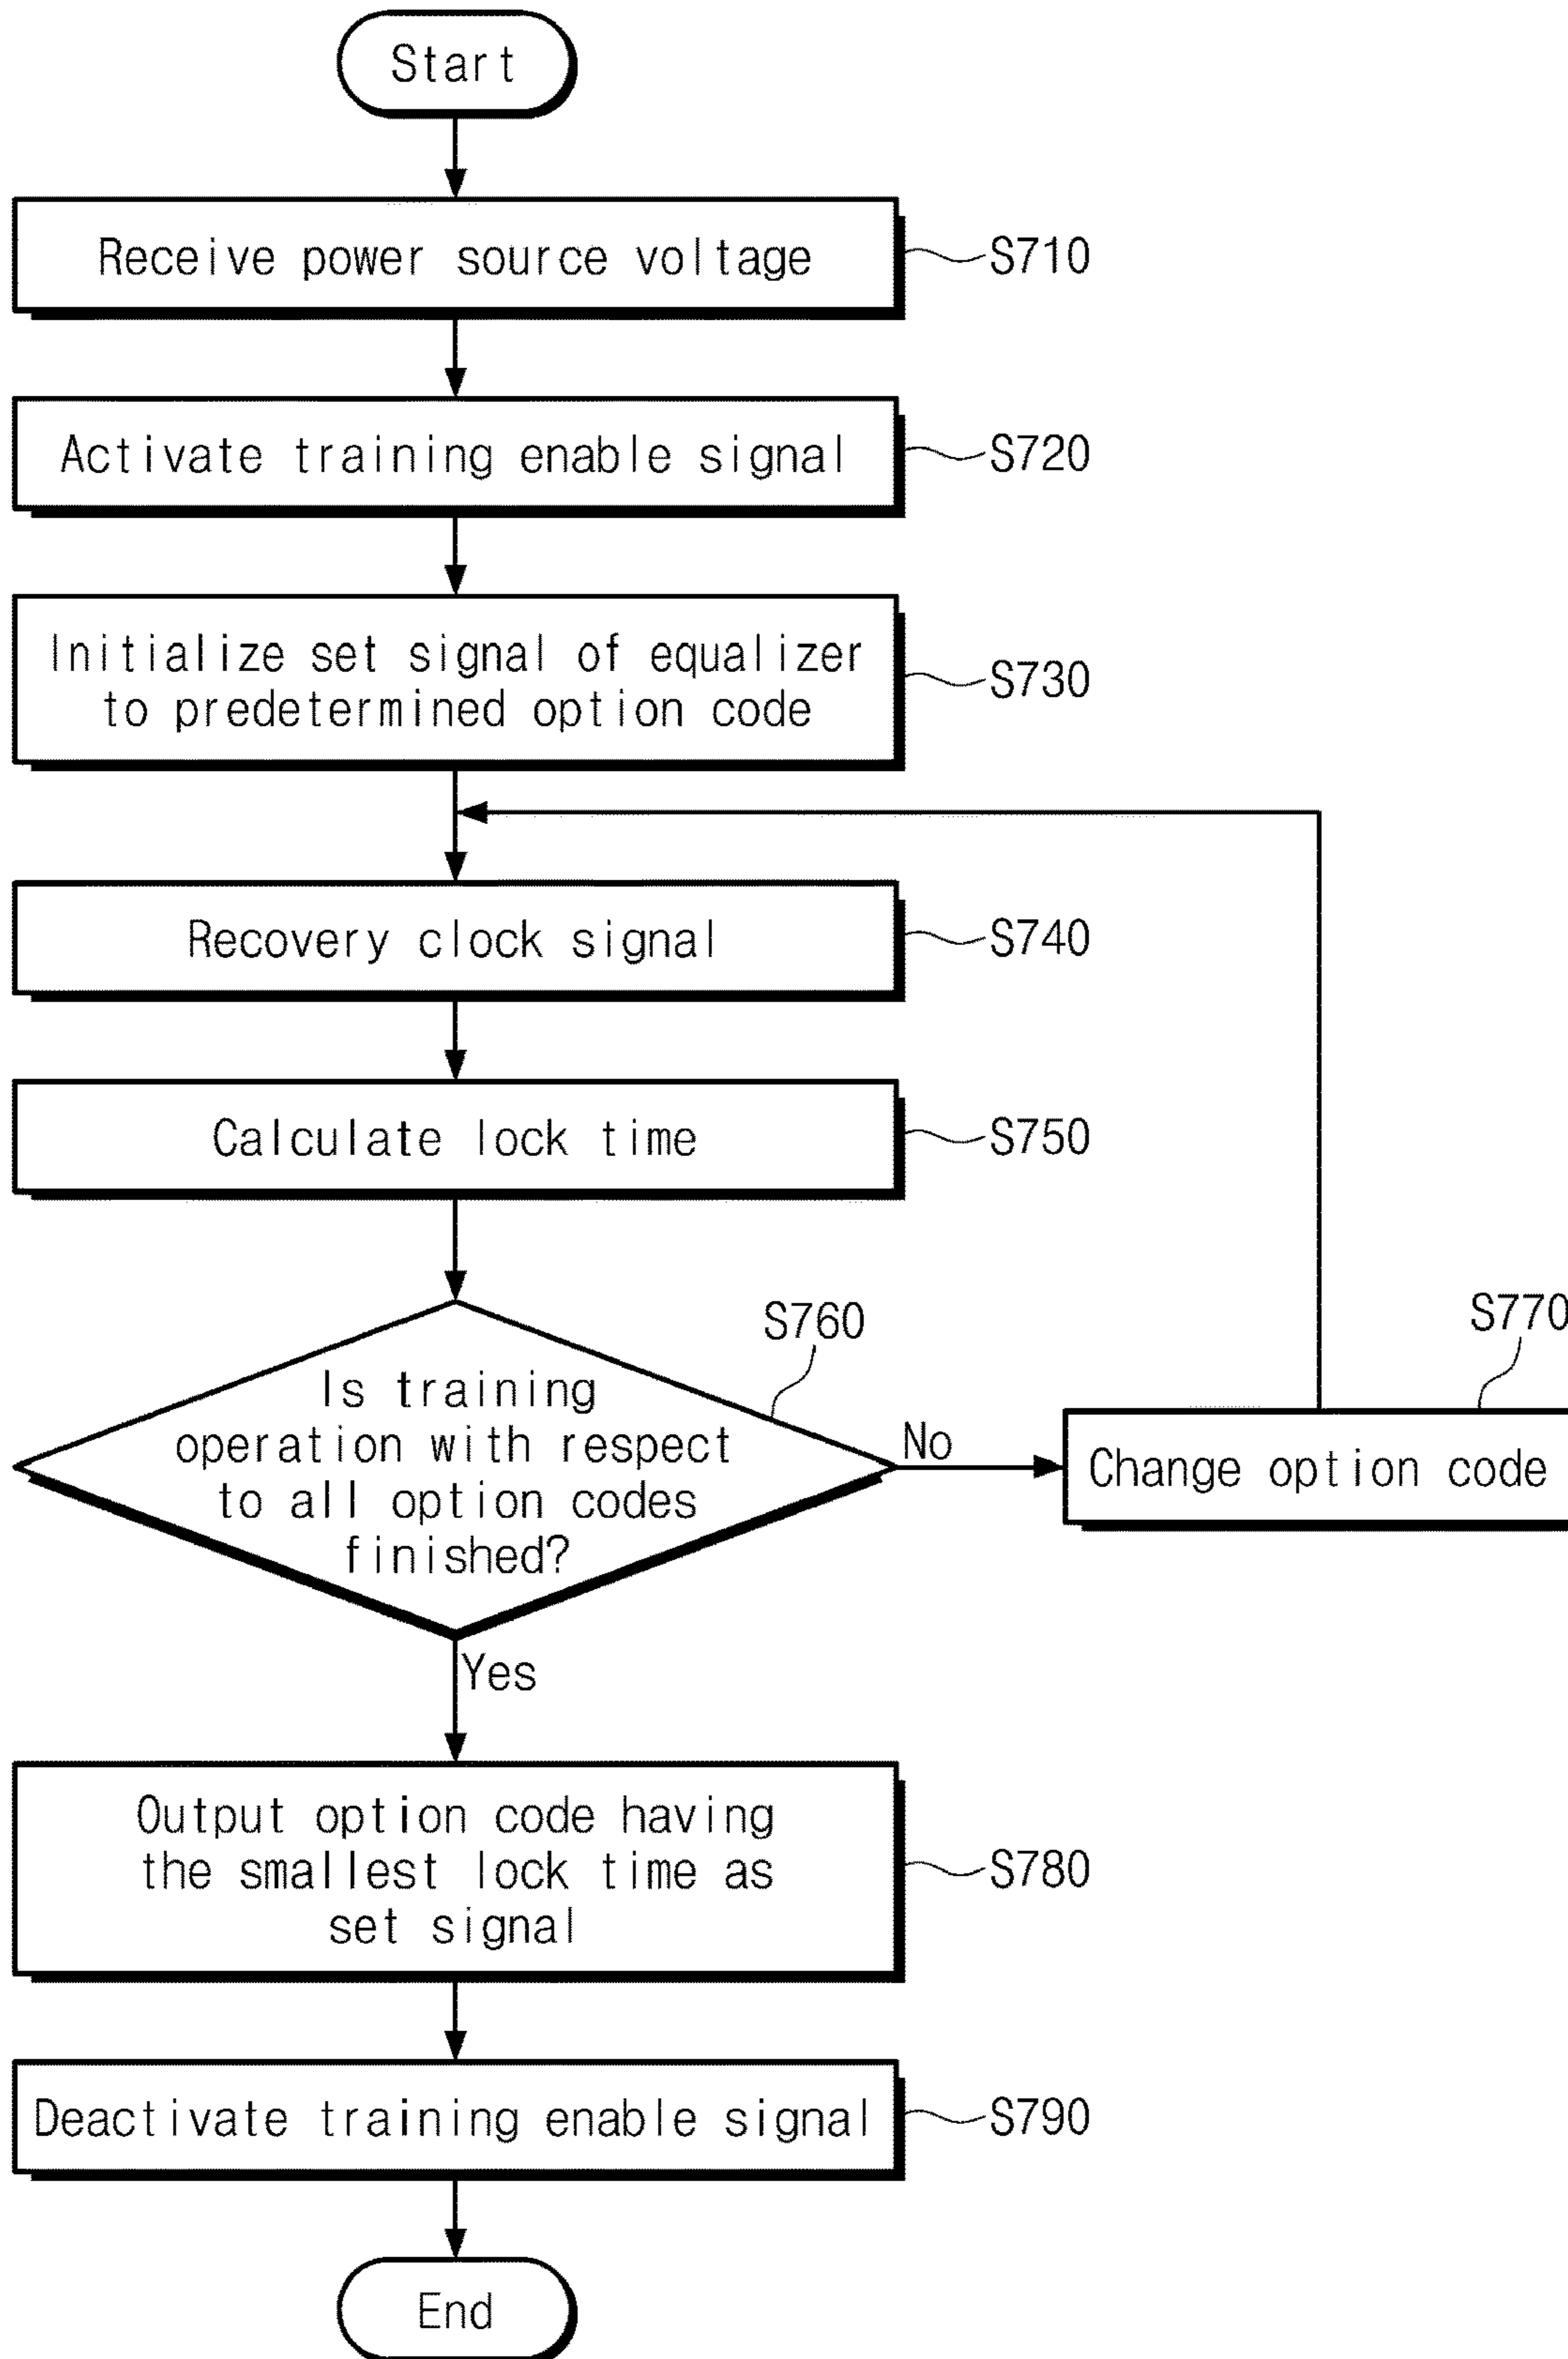 Start
Receive power source voltage
S710
Activate training enable signal
S720
Initialize set signal of equalizer
to predetermined option code
S730
Recovery clock signal
S740
Calculate lock time
S750
S760
Is training
operation with respect
to all option codes
finished?
No
S770
Change option code
Yes
Output option code having
the smallest lock time as
set signal
S780
Deactivate training enable signal
S790
End